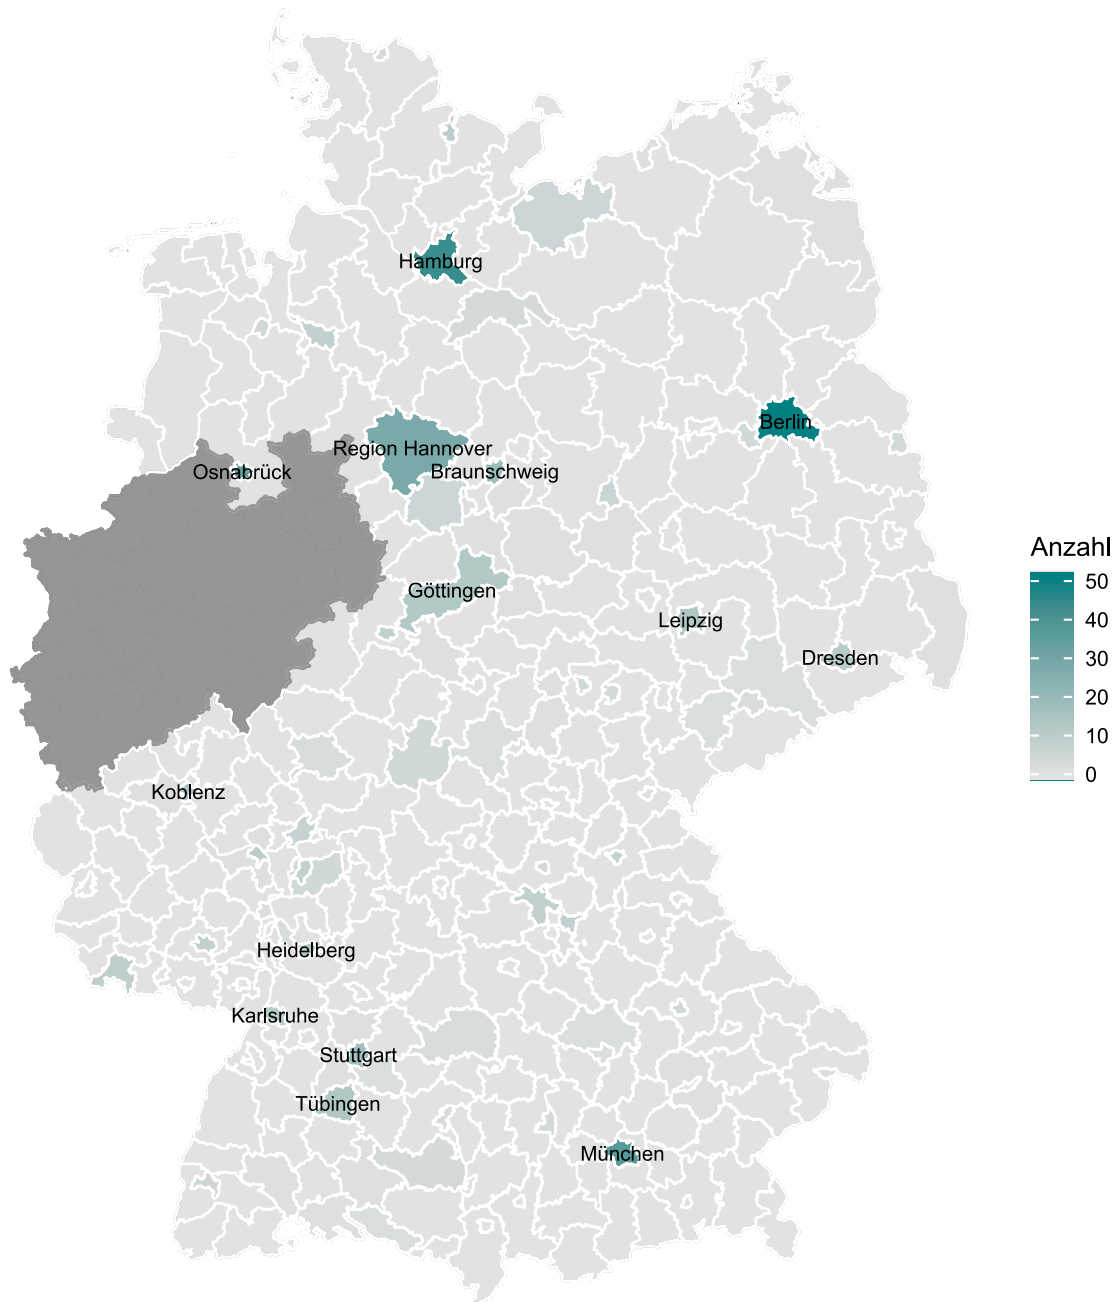 Hamburg
Berlin
Region Hannover
Osnabrück
Braunschweig
Göttingen
Leipzig
Dresden
Koblenz
Heidelberg
Karlsruhe
Stuttgart
Tübingen
München
Anzahl
50
40
30
20
10
0